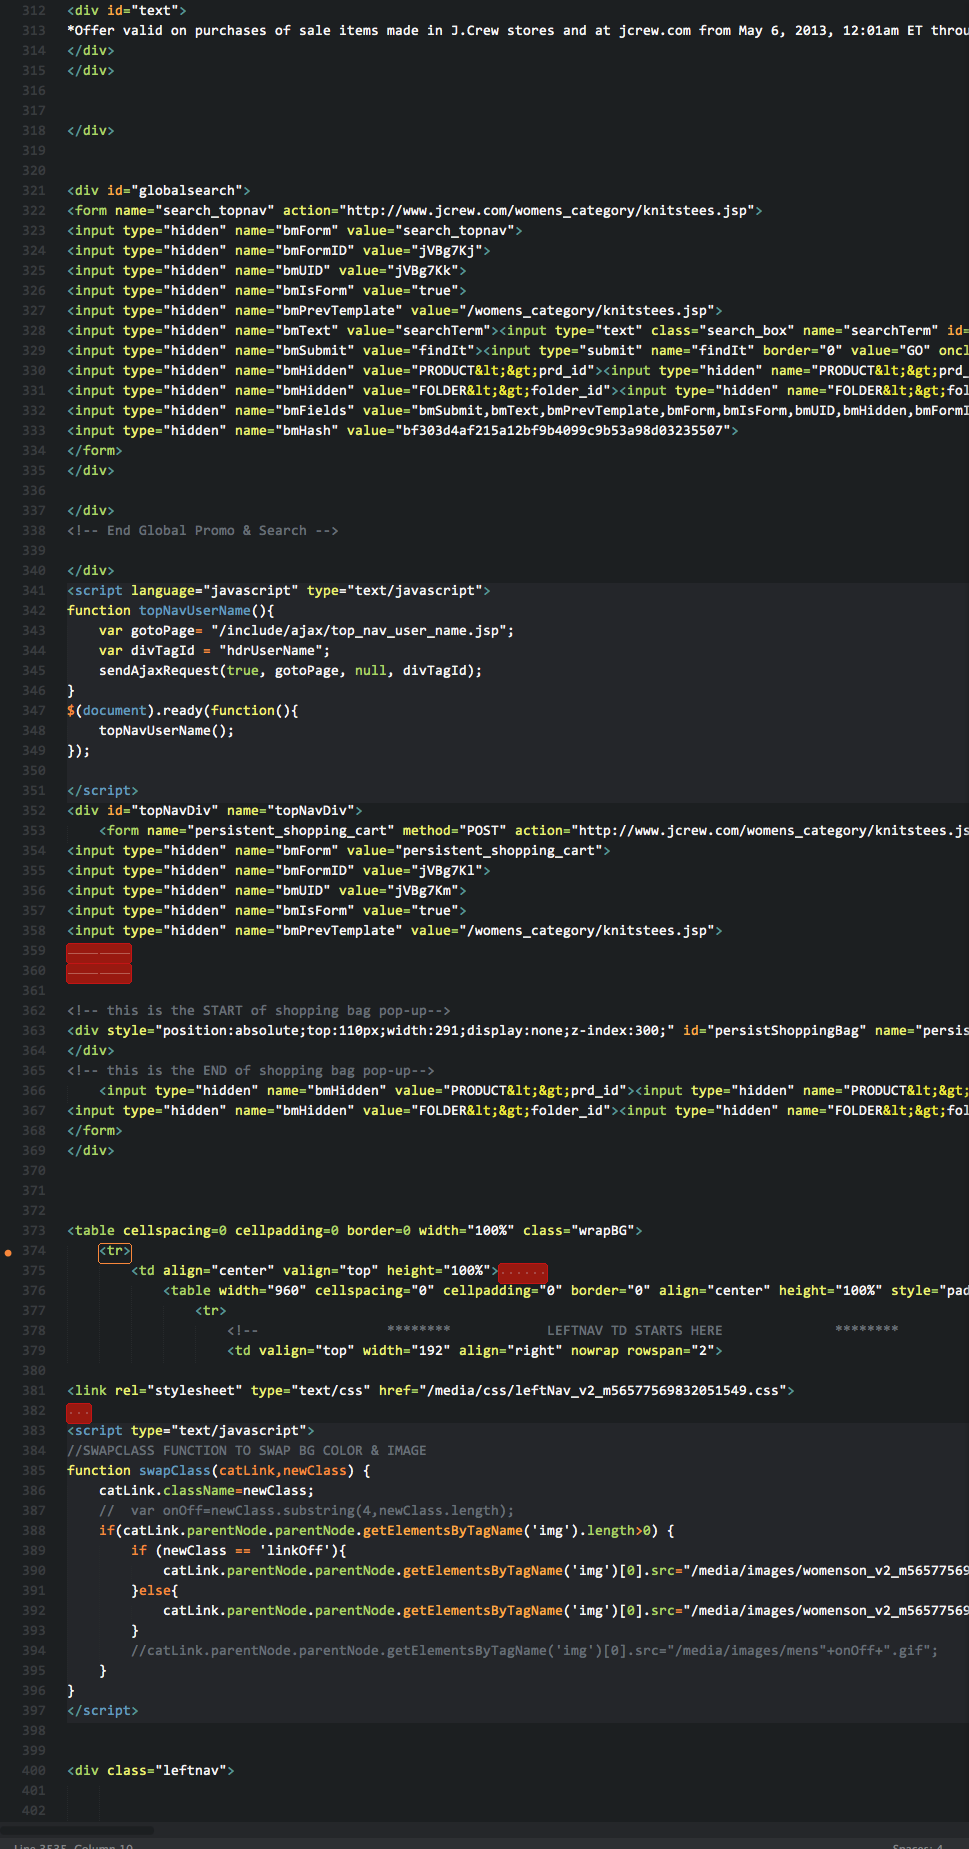 312 <div id="text">
313 *Offer valid on purchases of sale items made in J.Crew stores and at jcrew.com from May 6, 2013, 12:01am ET throu
314 </div>
315 </div>
316
317
318 </div>
319
320
321 <div id="globalsearch">
322 <form name="search_topnav" action="http://www.jcrew.com/womens_category/knitstees.jsp">
323 <input type="hidden" name="bmForm" value="search_topnav">
324 <input type="hidden" name="bmFormID" value="jVBg7Kj">
325 <input type="hidden" name="bmUID" value="jVBg7Kk">
326 <input type="hidden" name="bmIsForm" value="true">
327 <input type="hidden" name="bmPrevTemplate" value="/womens_category/knitstees.jsp">
328 <input type="hidden" name="bmText" value="searchTerm"><input type="text" class="search_box" name="searchTerm" id=
329 <input type="hidden" name="bmSubmit" value="findIt"><input type="submit" name="findIt" border="0" value="GO" oncl
330 <input type="hidden" name="bmHidden" value="PRODUCT&lt;&gt;prd_id"><input type="hidden" name="PRODUCT&lt;&gt;prd_
331 <input type="hidden" name="bmHidden" value="FOLDER&lt;&gt;folder_id"><input type="hidden" name="FOLDER&lt;&gt;fol
332 <input type="hidden" name="bmFields" value="bmSubmit,bmText,bmPrevTemplate,bmForm,bmIsForm,bmUID,bmHidden,bmFormI
333 <input type="hidden" name="bmHash" value="bf303d4af215a12bf9b4099c9b53a98d03235507">
334 </form>
335 </div>
336
337 </div>
338 <!-- End Global Promo & Search -->
339
340 </div>
341 <script language="javascript" type="text/javascript">
342 function topNavUserName(){
343 var gotoPage= "/include/ajax/top_nav_user_name.jsp";
344 var divTagId = "hdrUserName";
345 sendAjaxRequest(true, gotoPage, null, divTagId);
346 }
347 $(document).ready(function(){
348 topNavUserName();
349 });
350
351 </script>
352 <div id="topNavDiv" name="topNavDiv">
353 <form name="persistent_shopping_cart" method="POST" action="http://www.jcrew.com/womens_category/knitstees.js
354 <input type="hidden" name="bmForm" value="persistent_shopping_cart">
355 <input type="hidden" name="bmFormID" value="jVBg7Kl">
356 <input type="hidden" name="bmUID" value="jVBg7Km">
357 <input type="hidden" name="bmIsForm" value="true">
358 <input type="hidden" name="bmPrevTemplate" value="/womens_category/knitstees.jsp">
359
360
361
362 <!-- this is the START of shopping bag pop-up-->
363 <div style="position:absolute;top:110px;width:291;display:none;z-index:300;" id="persistShoppingBag" name="persis
364 </div>
365 <!-- this is the END of shopping bag pop-up-->
366 <input type="hidden" name="bmHidden" value="PRODUCT&lt;&gt;prd_id"><input type="hidden" name="PRODUCT&lt;&gt;
367 <input type="hidden" name="bmHidden" value="FOLDER&lt;&gt;folder_id"><input type="hidden" name="FOLDER&lt;&gt;fol
368 </form>
369 </div>
370
371
372
373 <table cellspacing=0 cellpadding=0 border=0 width="100%" class="wrapBG">
374 <tr>
375 <td align="center" valign="top" height="100%">
376 <table width="960" cellspacing="0" cellpadding="0" border="0" align="center" height="100%" style="pad
377 <tr>
378 <!-- ******** LEFTNAV TD STARTS HERE ********
379 <td valign="top" width="192" align="right" nowrap rowspan="2">
380
381 <link rel="stylesheet" type="text/css" href="/media/css/leftNav_v2_m56577569832051549.css">
382
383 <script type="text/javascript">
384 //SWAPCLASS FUNCTION TO SWAP BG COLOR & IMAGE
385 function swapClass(catLink,newClass) {
386 catLink.className=newClass;
387 // var onOff=newClass.substring(4,newClass.length);
388 if(catLink.parentNode.parentNode.getElementsByTagName('img').length>0) {
389 if (newClass == 'linkOff'){
390 catLink.parentNode.parentNode.getElementsByTagName('img')[0].src="/media/images/womenson_v2_m56577569
391 }else{
392 catLink.parentNode.parentNode.getElementsByTagName('img')[0].src="/media/images/womenson_v2_m56577569
393 }
394 //catLink.parentNode.parentNode.getElementsByTagName('img')[0].src="/media/images/mens"+onOff+".gif";
395 }
396 }
397 </script>
398
399
400 <div class="leftnav">
401
402
Line 3535, Column 10 Spaces: 4